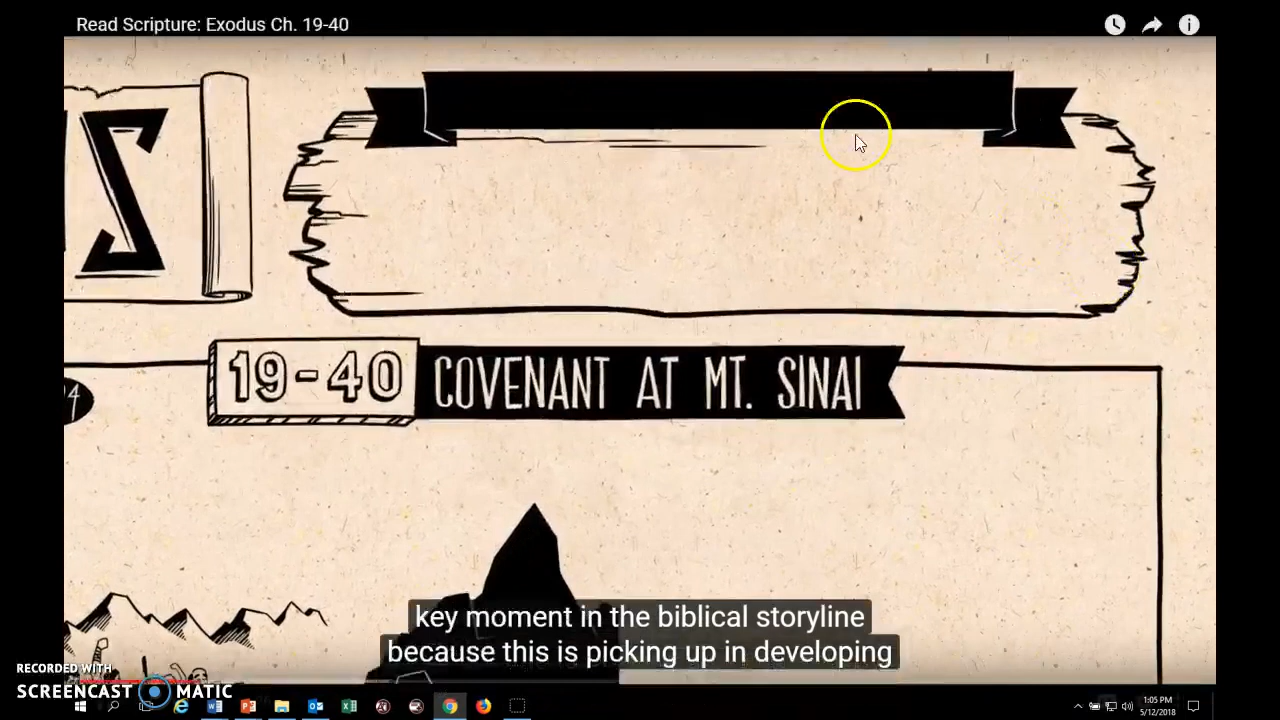 Read Scripture: Exodus Ch. 19-40
19-40 COVENANT AT MT. SINAI
key moment in the biblical storyline
because this is picking up in developing
RECORDED WITH
SCREENCAST MATIC
1:05 PM
5/12/2018